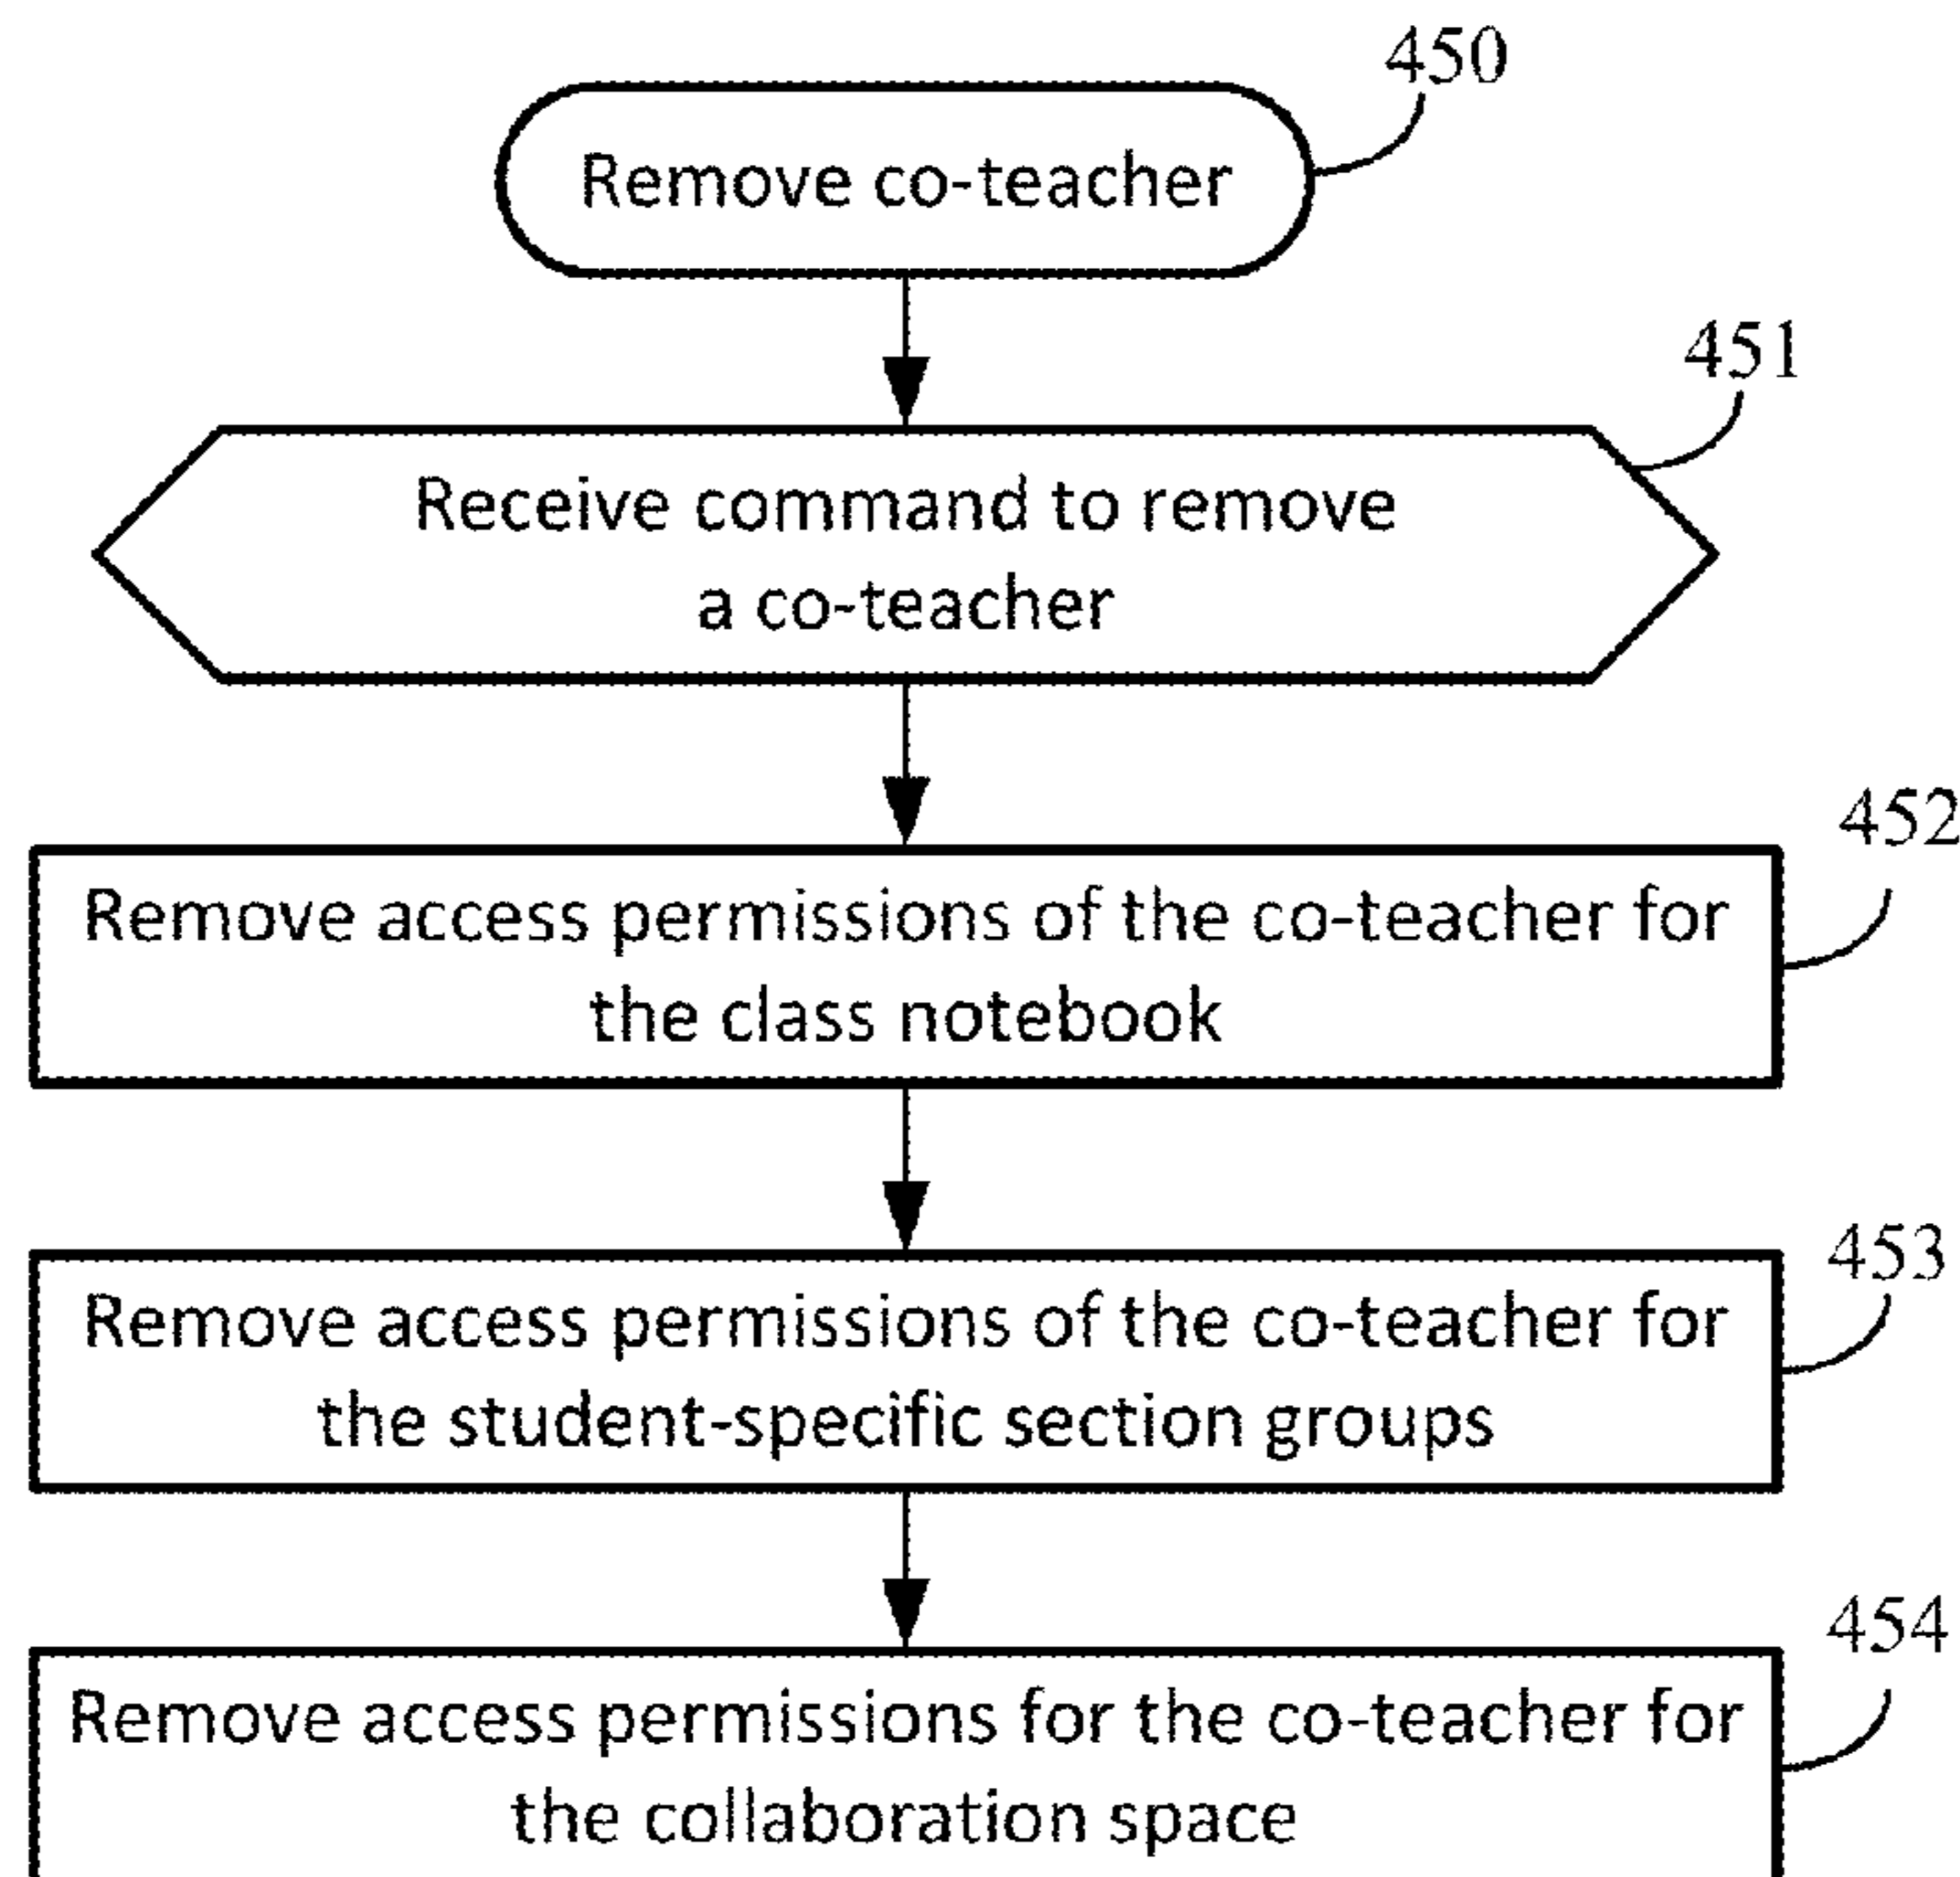 450
Remove co-teacher
451
Receive command to remove
a co-teacher
452
Remove access permissions of the co-teacher for
the class notebook
453
Remove access permissions of the co-teacher for
the student-specific section groups
454
Remove access permissions for the co-teacher for
the collaboration space